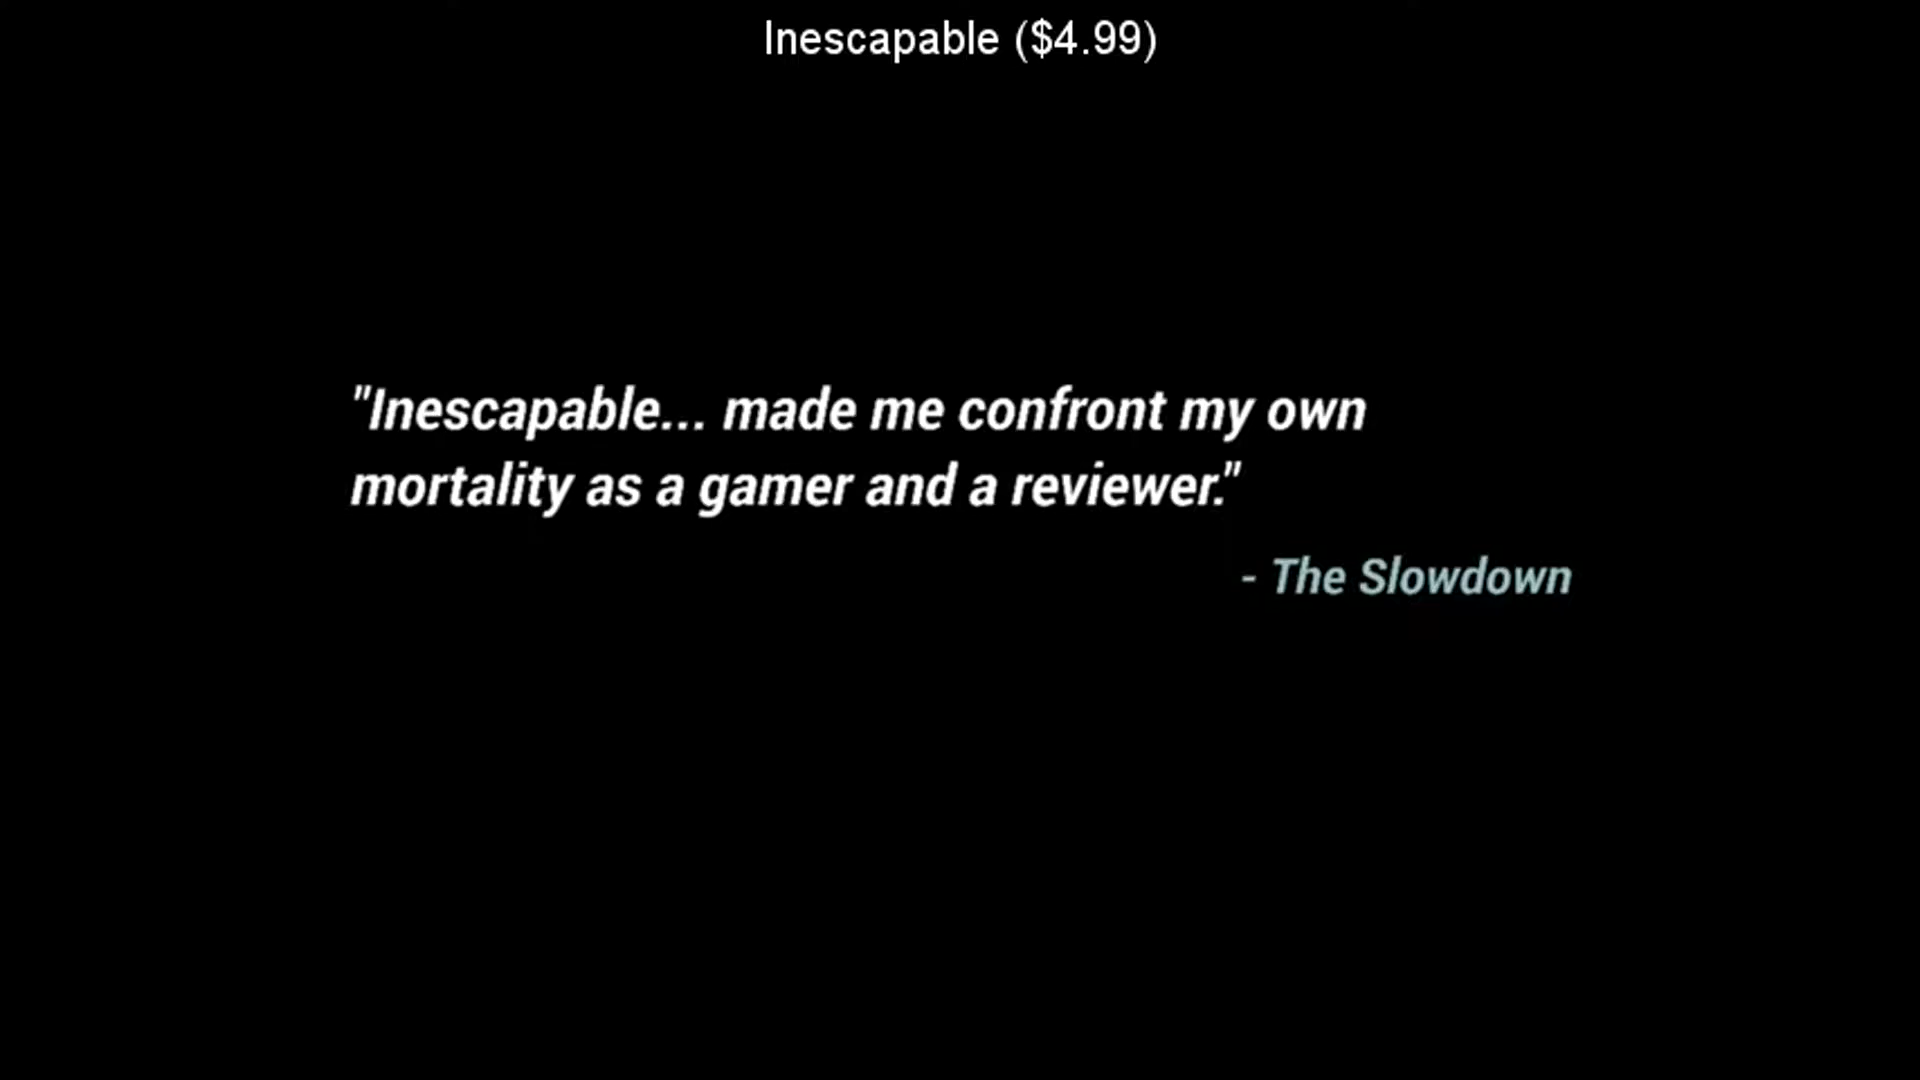 Inescapable ($4.99)
"Inescapable... made me confront my own
mortality as a gamer and a reviewer."
- The Slowdown